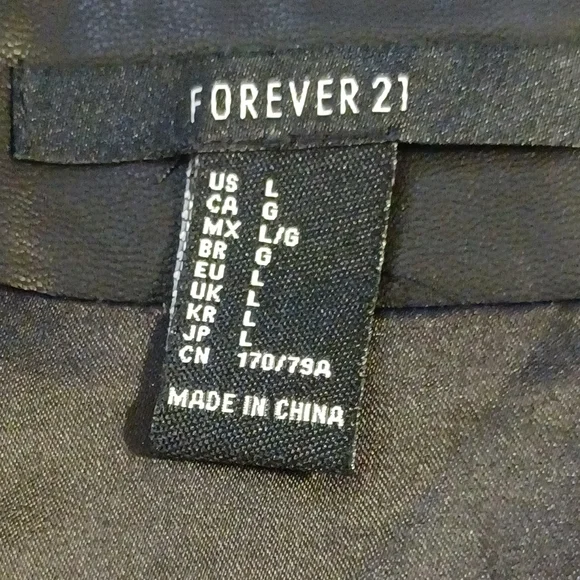 FOREVER 21
US L
CA G
MX L/G
BR G
EU L
UK L
KR L
JP L
CN 170/79A
MADE IN CHINA